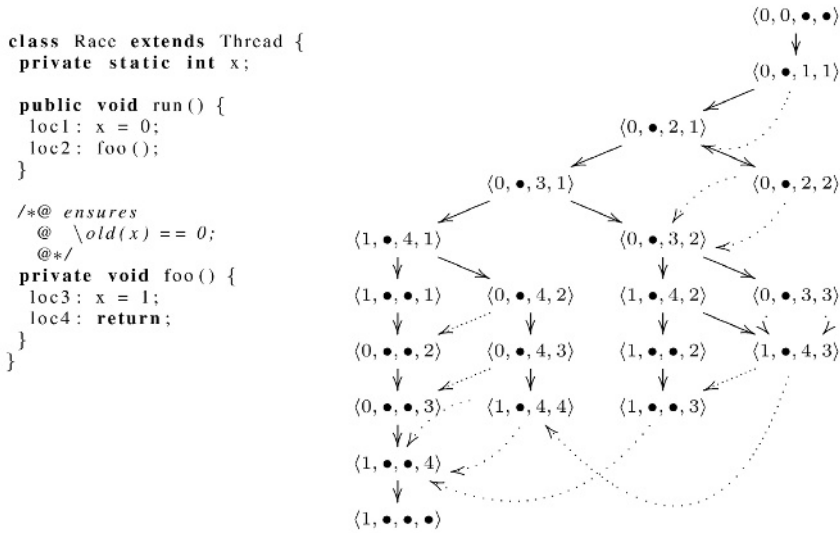 class Race extends Thread {
private static int x;
public void run() {
loc1: x = 0;
loc2: foo();
}
/*@ ensures
@ \old(x) == 0;
@*/
private void foo() {
loc3: x = 1;
loc4: return;
}
}
⟨0, 0, •, •⟩
⟨0, •, 1, 1⟩
⟨0, •, 2, 1⟩
⟨0, •, 3, 1⟩ ⟨0, •, 2, 2⟩
⟨1, •, 4, 1⟩ ⟨0, •, 3, 2⟩
⟨1, •, •, 1⟩ ⟨0, •, 4, 2⟩ ⟨1, •, 4, 2⟩ ⟨0, •, 3, 3⟩
⟨0, •, •, 2⟩ ⟨0, •, 4, 3⟩ ⟨1, •, •, 2⟩ ⟨1, •, 4, 3⟩
⟨0, •, •, 3⟩ ⟨1, •, 4, 4⟩ ⟨1, •, •, 3⟩
⟨1, •, •, 4⟩
⟨1, •, •, •⟩